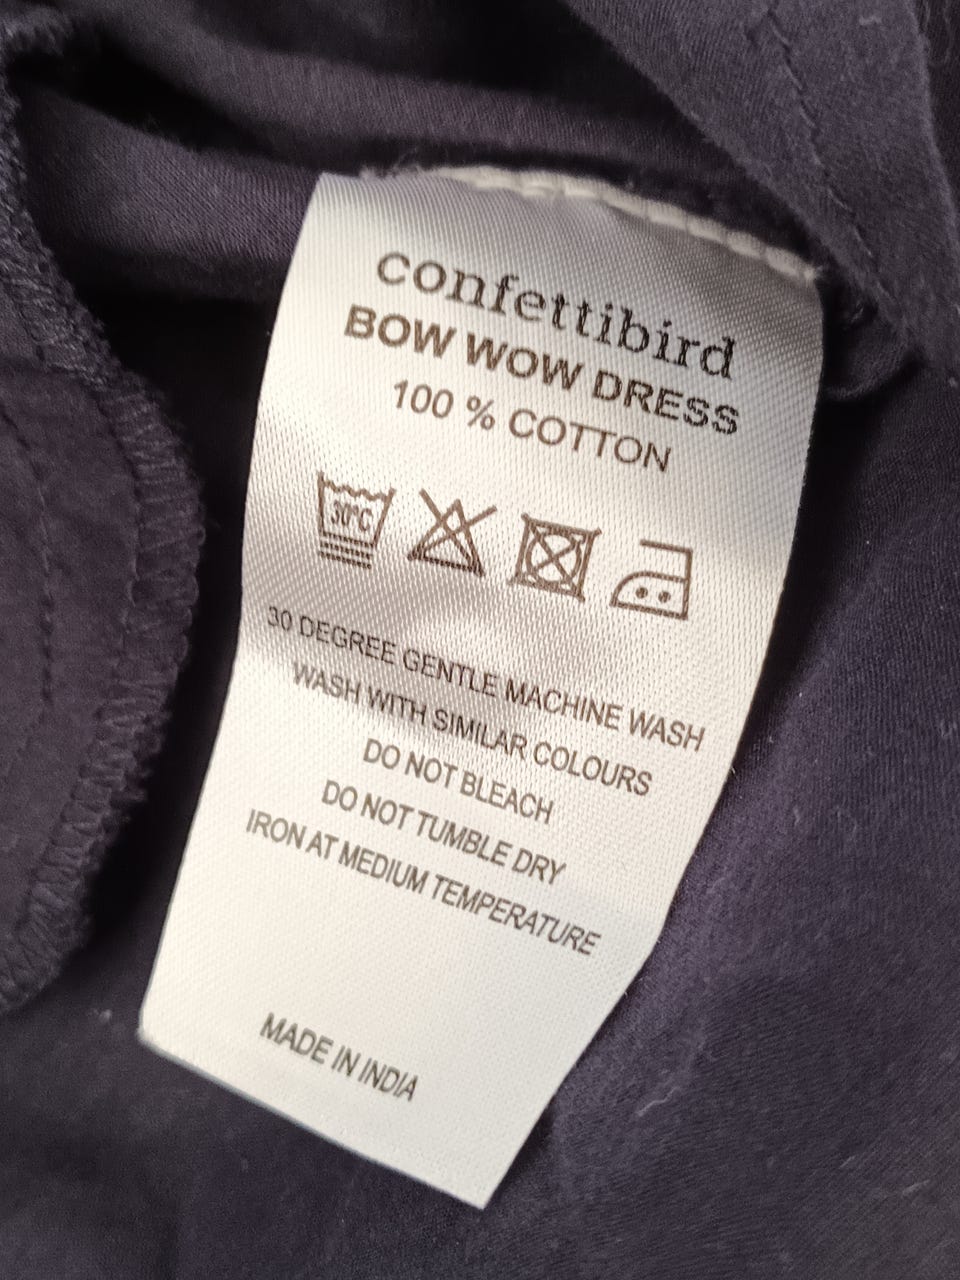 confettibird
BOW WOW DRESS
100 % COTTON
30°C
30 DEGREE GENTLE MACHINE WASH
WASH WITH SIMILAR COLOURS
DO NOT BLEACH
DO NOT TUMBLE DRY
IRON AT MEDIUM TEMPERATURE
MADE IN INDIA